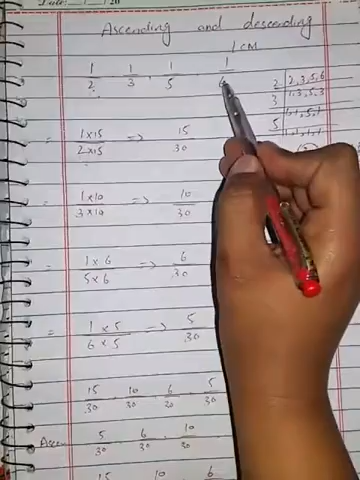 Ascending and descending
LCM
1/2 1/3 , 1/5 1/6
2 | 2,3,5,6
3 | 1,3,5,3
5 | 1,1,5,1
1,1,1,1
= 1×15/2×15 => 15/30
= 1×10/3×10 => 10/30
= 1×6/5×6 => 6/30
= 1×5/6×5 => 5/30
15/30 10/30 6/30 5/30
Ascen 5/30 6/30 10/30
15 10 6